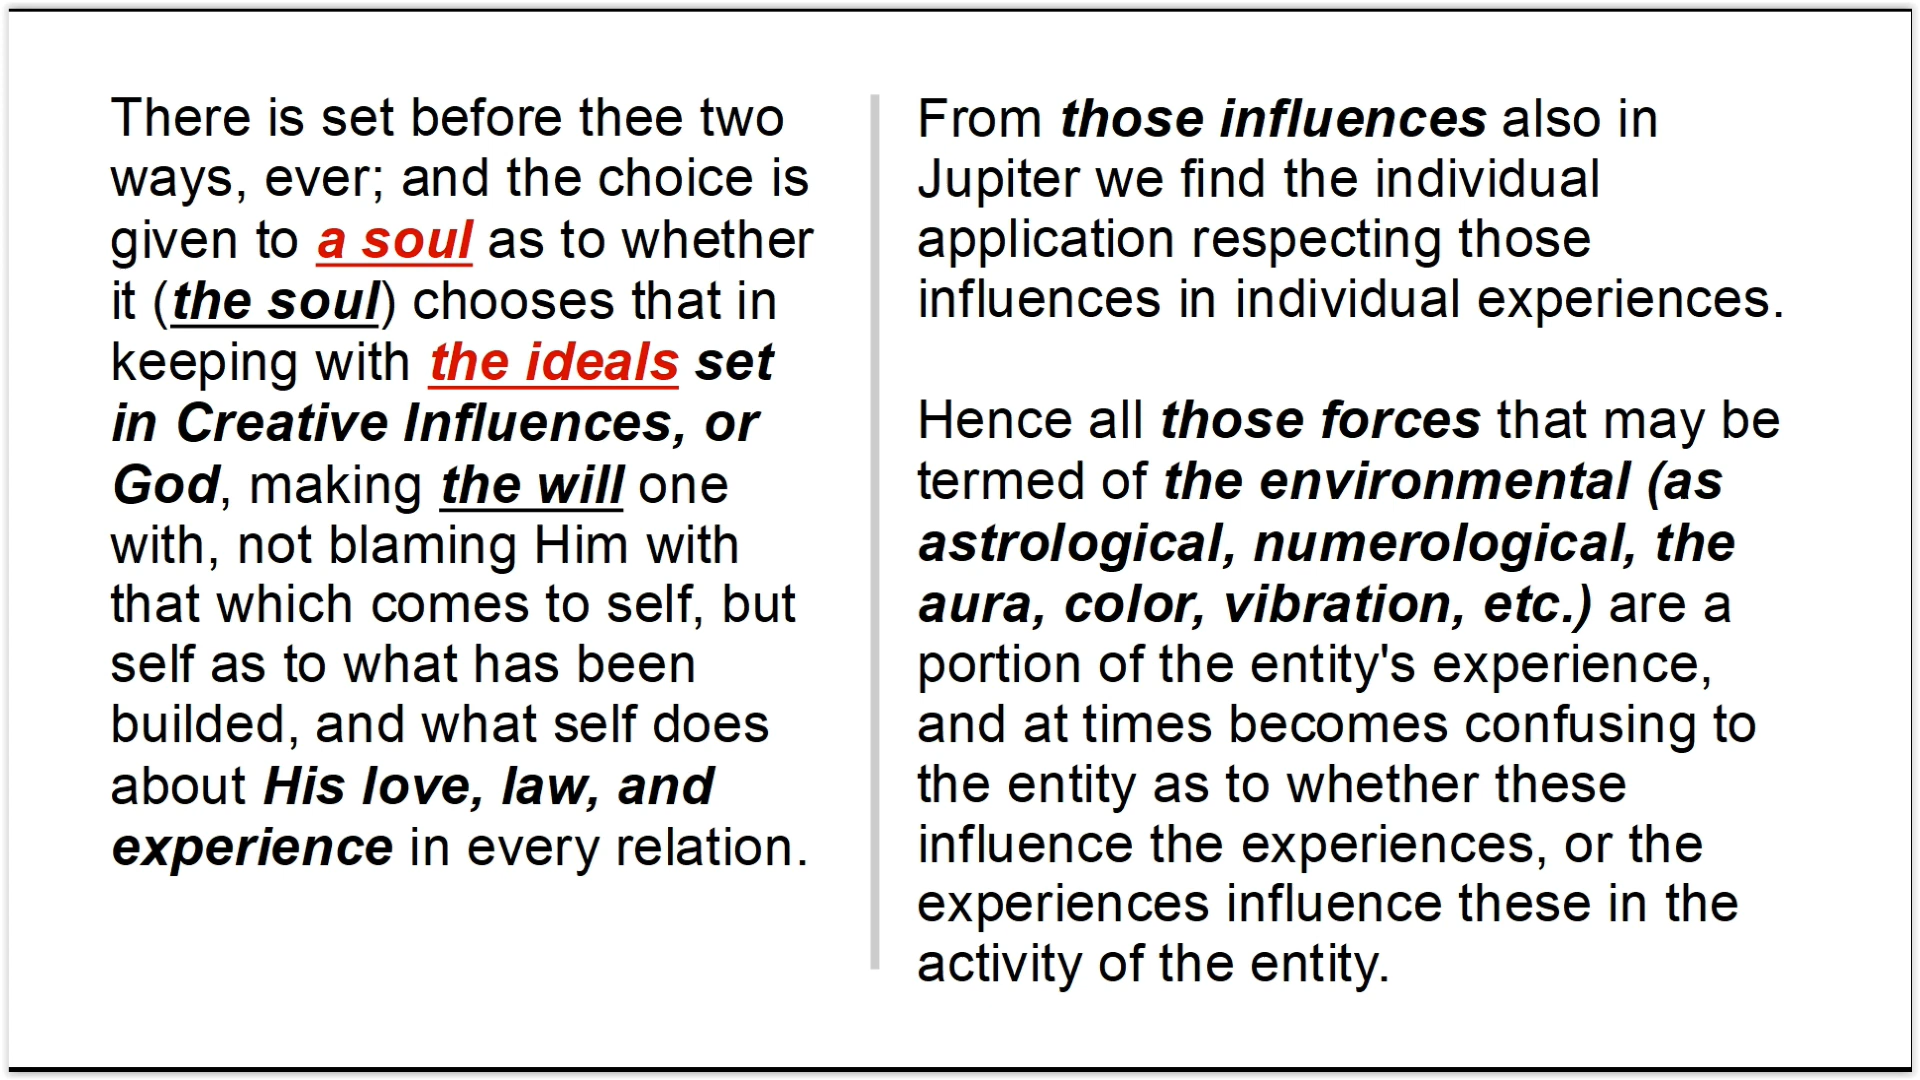 There is set before thee two
ways, ever; and the choice is
given to a soul as to whether
it (the soul) chooses that in
keeping with the ideals set
in Creative Influences, or
God, making the will one
with, not blaming Him with
that which comes to self, but
self as to what has been
builded, and what self does
about His love, law, and
experience in every relation.
From those influences also in
Jupiter we find the individual
application respecting those
influences in individual experiences.
Hence all those forces that may be
termed of the environmental (as
astrological, numerological, the
aura, color, vibration, etc.) are a
portion of the entity's experience,
and at times becomes confusing to
the entity as to whether these
influence the experiences, or the
experiences influence these in the
activity of the entity.